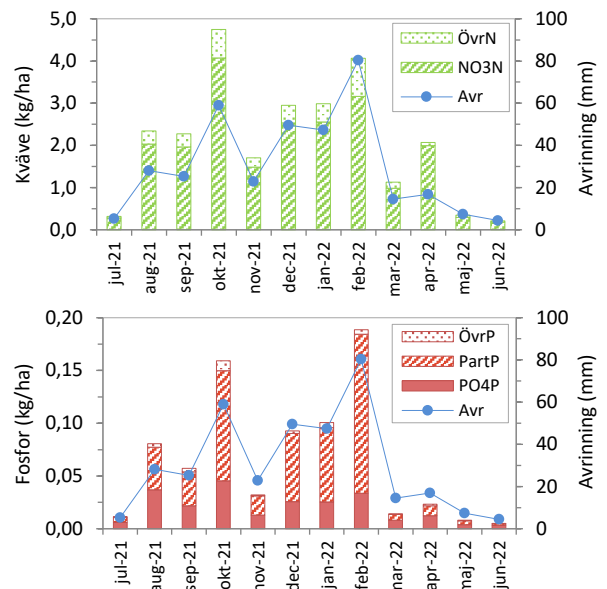 Kväve (kg/ha)
5,0
4,0
3,0
2,0
1,0
0,0
ÖvrN
NO3N
Avr
100
80
60
40
20
0
Avrinning (mm)
jul-21
aug-21
sep-21
okt-21
nov-21
dec-21
jan-22
feb-22
mar-22
apr-22
maj-22
jun-22
Fosfor (kg/ha)
0,20
0,15
0,10
0,05
0,00
ÖvrP
PartP
PO4P
Avr
100
80
60
40
20
0
Avrinning (mm)
jul-21
aug-21
sep-21
okt-21
nov-21
dec-21
jan-22
feb-22
mar-22
apr-22
maj-22
jun-22